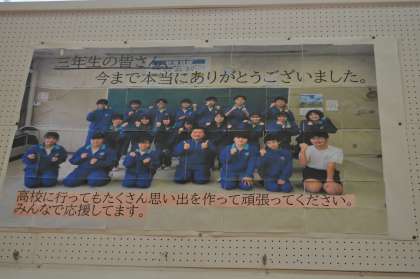 三年生の皆さん
今まで本当にありがとうございました。
高校に行ってもたくさん思い出を作って頑張ってください。
みんなで応援してます。